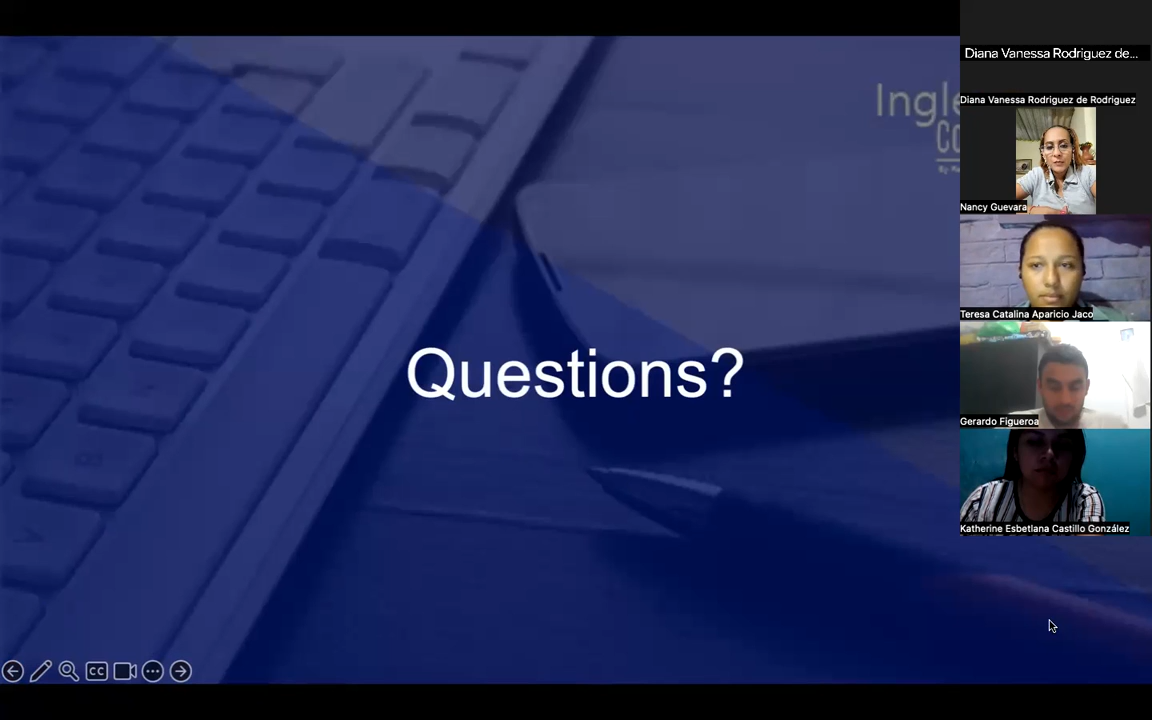 Diana Vanessa Rodriguez de...
Diana Vanessa Rodriguez de Rodriguez
Nancy Guevara
Teresa Catalina Aparicio Jaco
Gerardo Figueroa
Katherine Esbetlana Castillo González
Questions?
CC